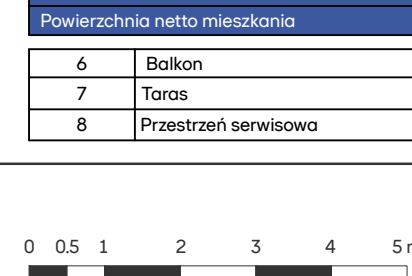 Powierzchnia netto mieszkania
6 Balkon
7 Taras
8 Przestrzeń serwisowa
0 0.5 1 2 3 4 5